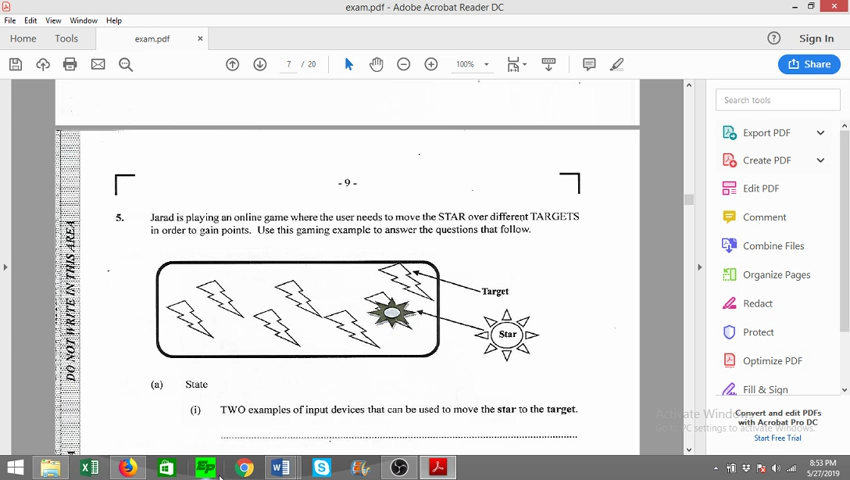 exam.pdf - Adobe Acrobat Reader DC
File Edit View Window Help
Home Tools exam.pdf × Sign In
7 / 20 100% Share
Search tools
Export PDF
Create PDF
Edit PDF
Comment
Combine Files
Organize Pages
Redact
Protect
Optimize PDF
Fill & Sign
Convert and edit PDFs
with Acrobat Pro DC
Start Free Trial
Activate Windows
Go to PC settings to activate Windows.
DO NOT WRITE IN THIS AREA
- 9 -
5. Jarad is playing an online game where the user needs to move the STAR over different TARGETS
in order to gain points. Use this gaming example to answer the questions that follow.
Target
Star
(a) State
(i) TWO examples of input devices that can be used to move the star to the target.
Ep
8:53 PM
5/27/2019